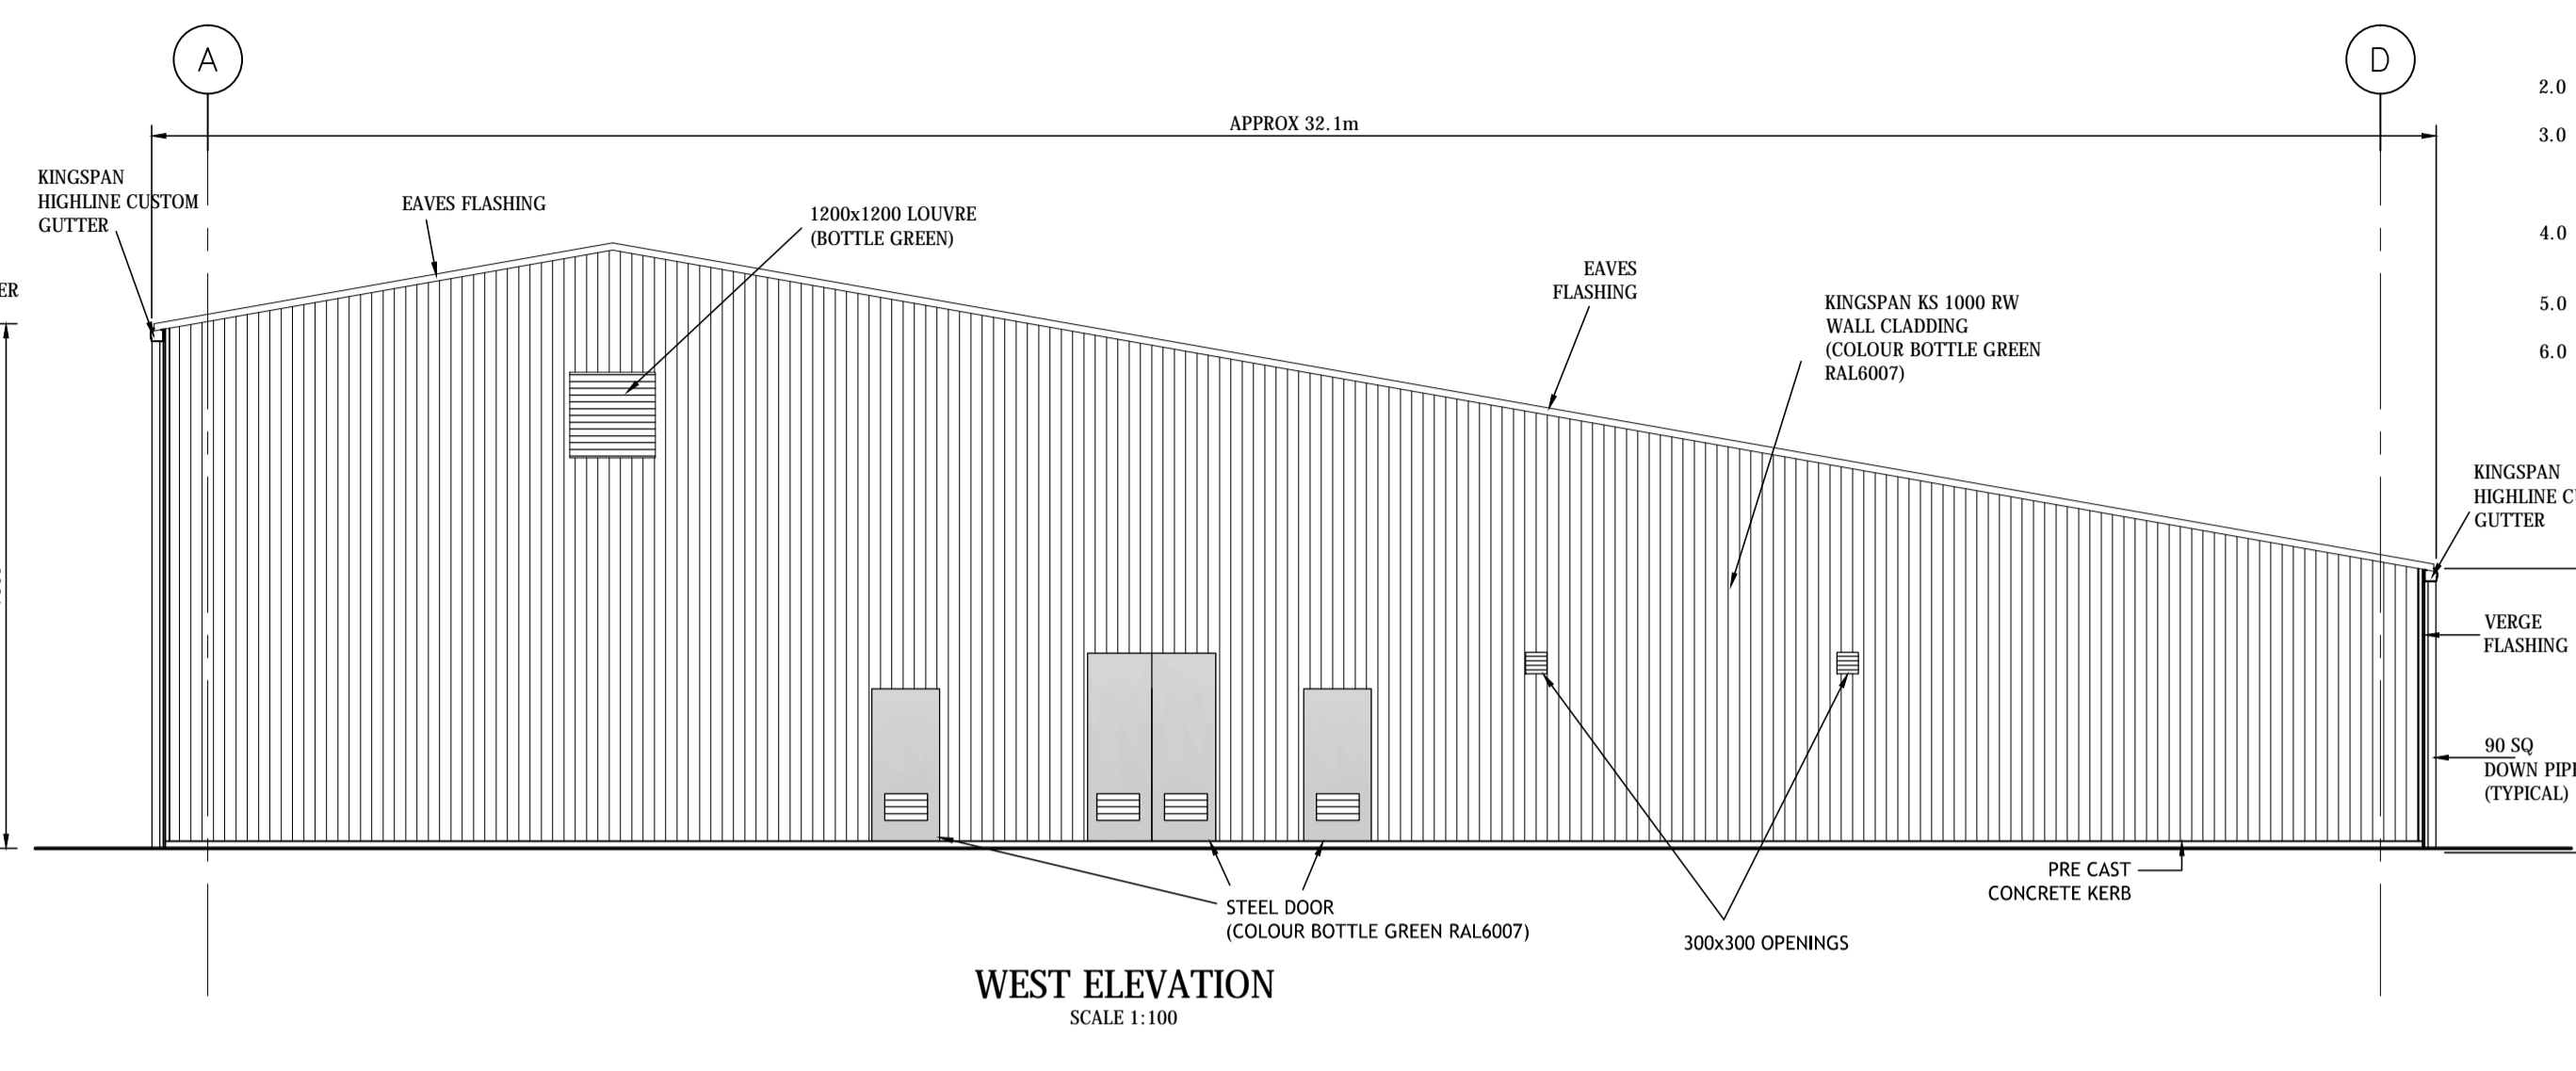 A
D
2.0
APPROX 32.1m
3.0
KINGSPAN
HIGHLINE CUSTOM
GUTTER
EAVES FLASHING
1200x1200 LOUVRE
(BOTTLE GREEN)
4.0
EAVES
FLASHING
ER
KINGSPAN KS 1000 RW
WALL CLADDING
(COLOUR BOTTLE GREEN
RAL6007)
5.0
6.0
KINGSPAN
HIGHLINE C
GUTTER
VERGE
FLASHING
90 SQ
DOWN PIP
(TYPICAL)
PRE CAST
CONCRETE KERB
STEEL DOOR
(COLOUR BOTTLE GREEN RAL6007)
300x300 OPENINGS
WEST ELEVATION
SCALE 1:100